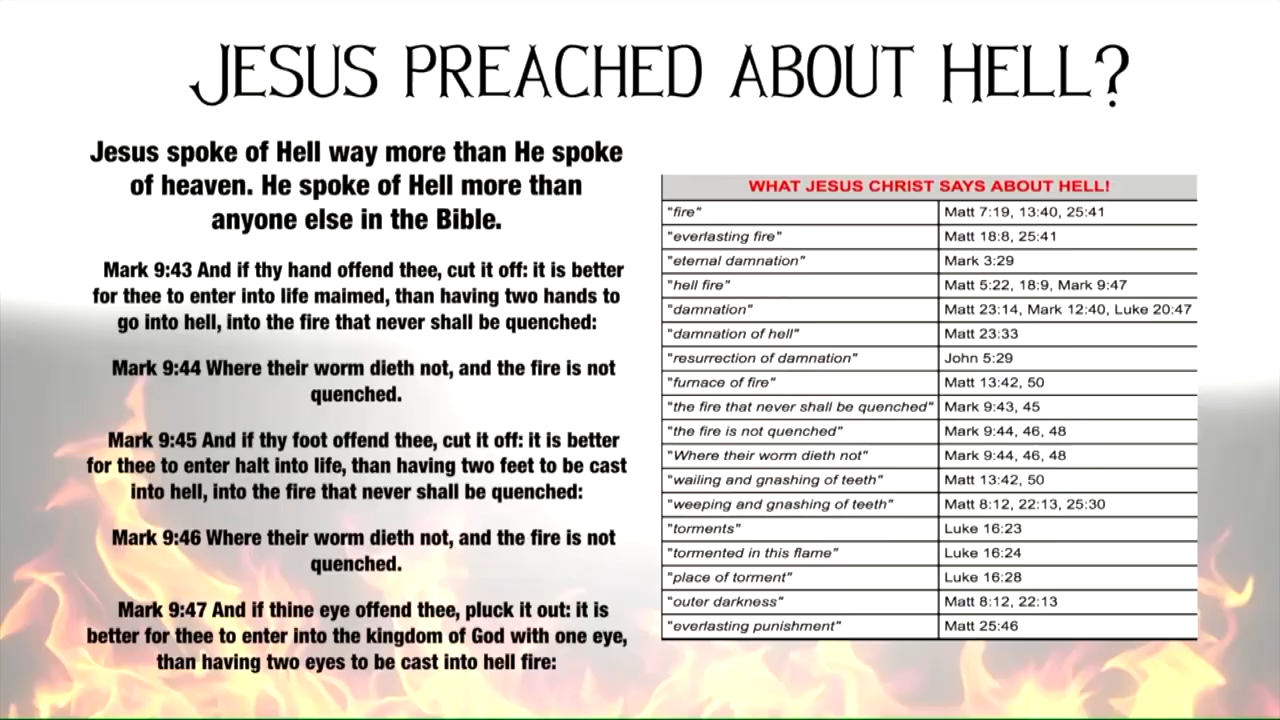 JESUS PREACHED ABOUT HELL?
Jesus spoke of Hell way more than He spoke
of heaven. He spoke of Hell more than
anyone else in the Bible.
Mark 9:43 And if thy hand offend thee, cut it off: it is better
for thee to enter into life maimed, than having two hands to
go into hell, into the fire that never shall be quenched:
Mark 9:44 Where their worm dieth not, and the fire is not
quenched.
Mark 9:45 And if thy foot offend thee, cut it off: it is better
for thee to enter halt into life, than having two feet to be cast
into hell, into the fire that never shall be quenched:
Mark 9:46 Where their worm dieth not, and the fire is not
quenched.
Mark 9:47 And if thine eye offend thee, pluck it out: it is
better for thee to enter into the kingdom of God with one eye,
than having two eyes to be cast into hell fire:
WHAT JESUS CHRIST SAYS ABOUT HELL!
"fire" Matt 7:19, 13:40, 25:41
"everlasting fire" Matt 18:8, 25:41
"eternal damnation" Mark 3:29
"hell fire" Matt 5:22, 18:9, Mark 9:47
"damnation" Matt 23:14, Mark 12:40, Luke 20:47
"damnation of hell" Matt 23:33
"resurrection of damnation" John 5:29
"furnace of fire" Matt 13:42, 50
"the fire that never shall be quenched" Mark 9:43, 45
"the fire is not quenched" Mark 9:44, 46, 48
"Where their worm dieth not" Mark 9:44, 46, 48
"wailing and gnashing of teeth" Matt 13:42, 50
"weeping and gnashing of teeth" Matt 8:12, 22:13, 25:30
"torments" Luke 16:23
"tormented in this flame" Luke 16:24
"place of torment" Luke 16:28
"outer darkness" Matt 8:12, 22:13
"everlasting punishment" Matt 25:46